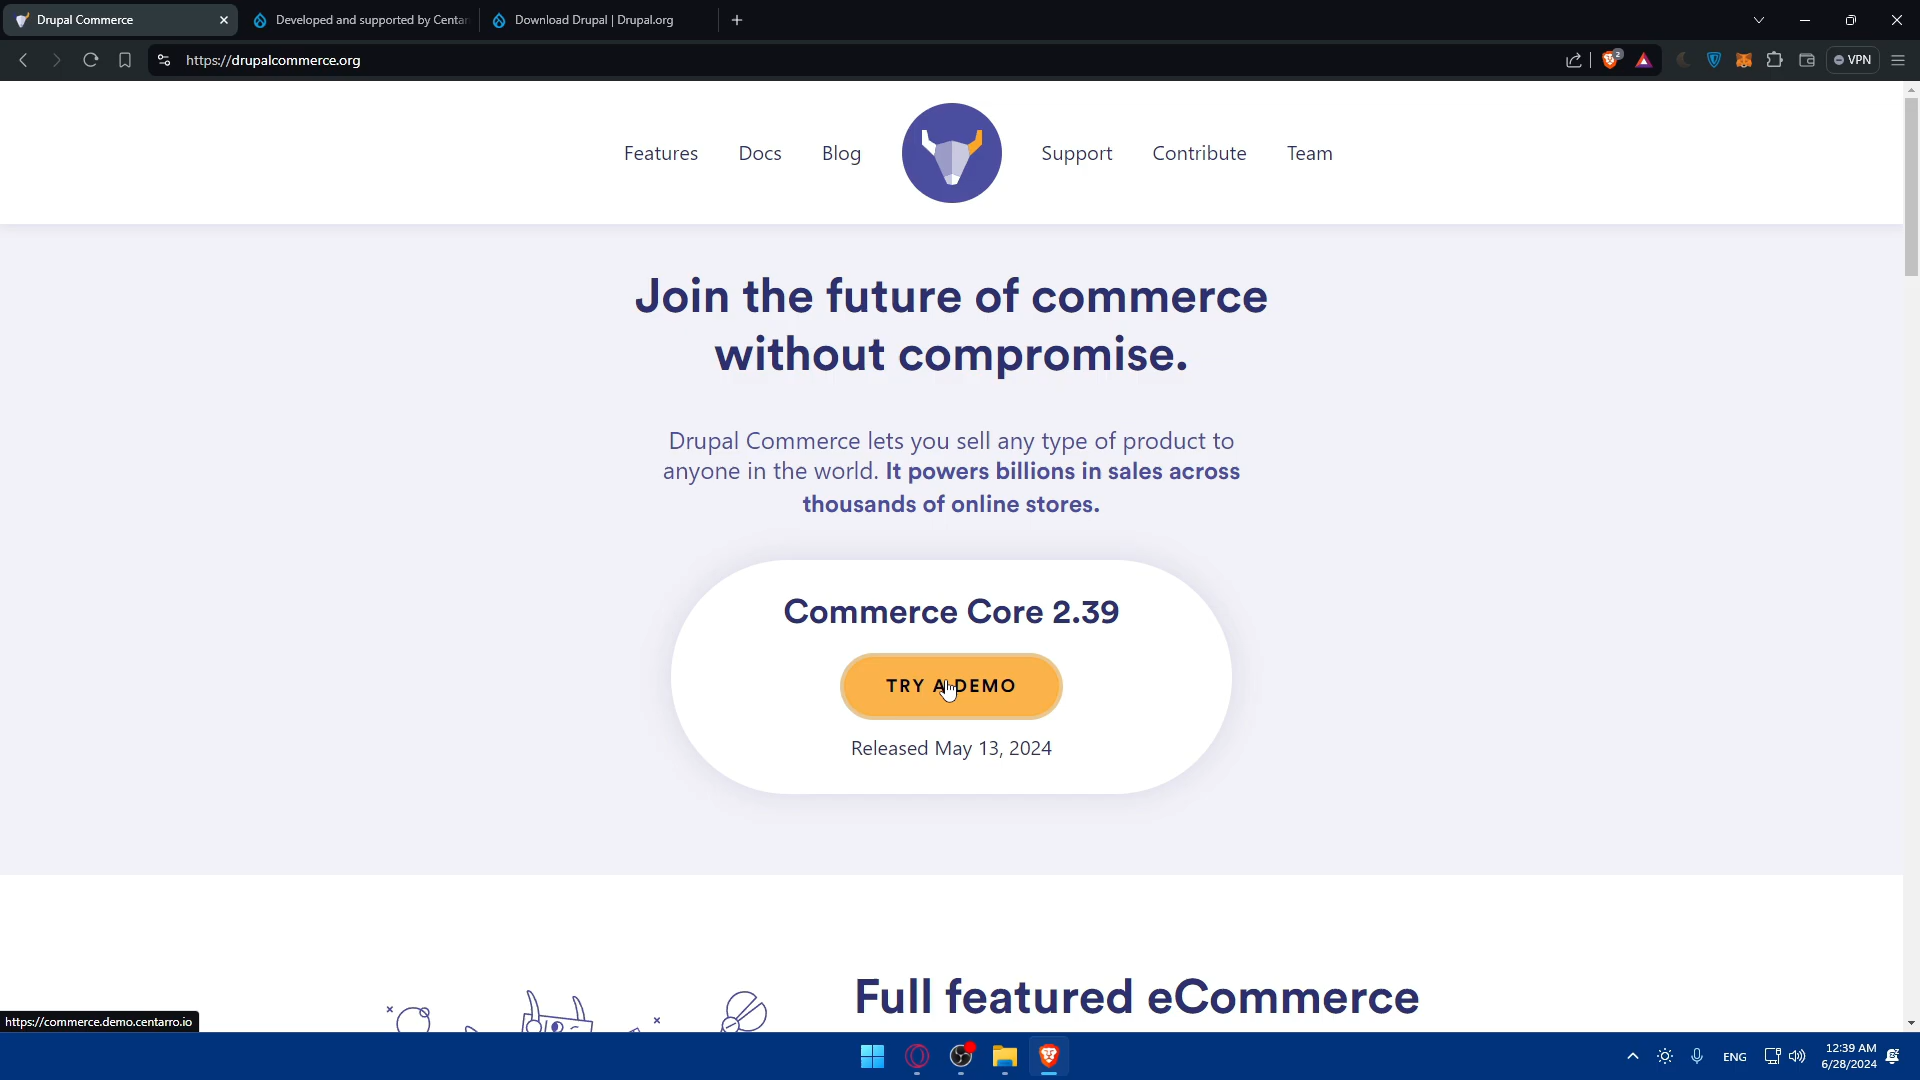 Drupal Commerce
Developed and supported by Centar
Download Drupal | Drupal.org
https://drupalcommerce.org
2
VPN
Features
Docs
Blog
Support
Contribute
Team
Join the future of commerce
without compromise.
Drupal Commerce lets you sell any type of product to
anyone in the world. It powers billions in sales across
thousands of online stores.
Commerce Core 2.39
TRY A DEMO
Released May 13, 2024
Full featured eCommerce
https://commerce.demo.centarro.io
ENG
12:39 AM
6/28/2024